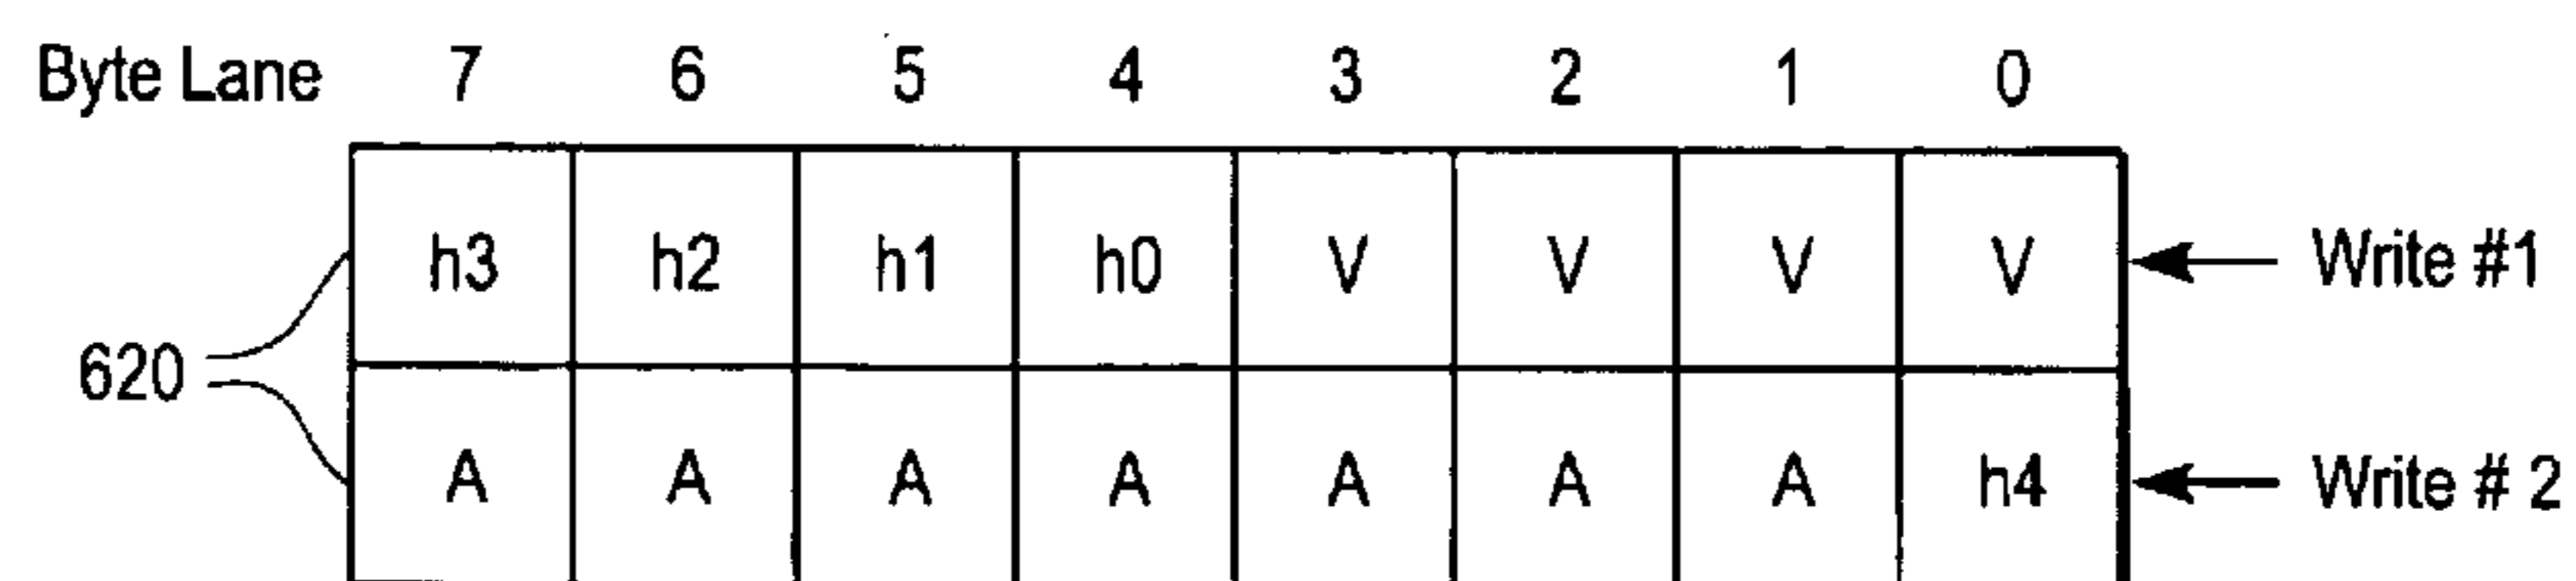 Byte Lane 7 6 5 4 3 2 1 0
h3 h2 h1 h0 V V V V Write #1
620
A A A A A A A h4 Write # 2